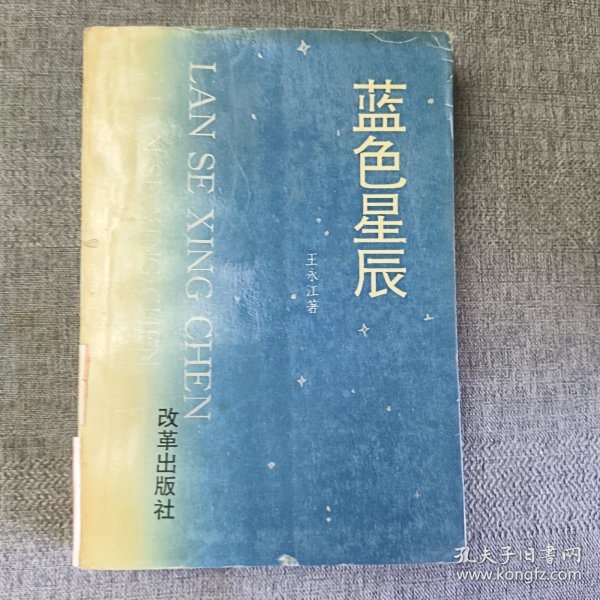 蓝色星辰
王永江著
LAN SE XING CHEN
改革出版社
孔夫子旧书网
www.kongfz.com